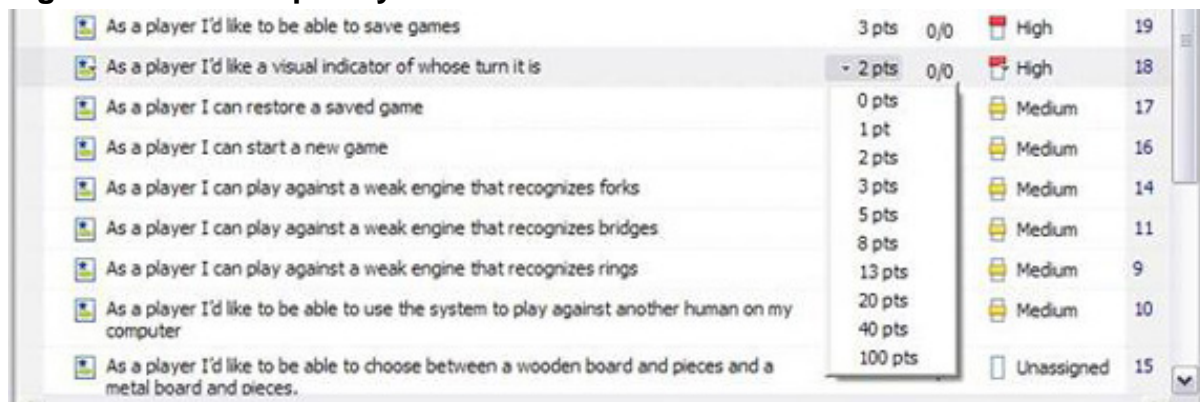 As a player I'd like to be able to save games 3 pts 0/0 High 19
As a player I'd like a visual indicator of whose turn it is 2 pts 0/0 High 18
0 pts
As a player I can restore a saved game Medium 17
1 pt
As a player I can start a new game Medium 16
2 pts
As a player I can play against a weak engine that recognizes forks 3 pts Medium 14
5 pts
As a player I can play against a weak engine that recognizes bridges Medium 11
8 pts
As a player I can play against a weak engine that recognizes rings 13 pts Medium 9
As a player I'd like to be able to use the system to play against another human on my 20 pts Medium 10
computer 40 pts
As a player I'd like to be able to choose between a wooden board and pieces and a 100 pts Unassigned 15
metal board and pieces.